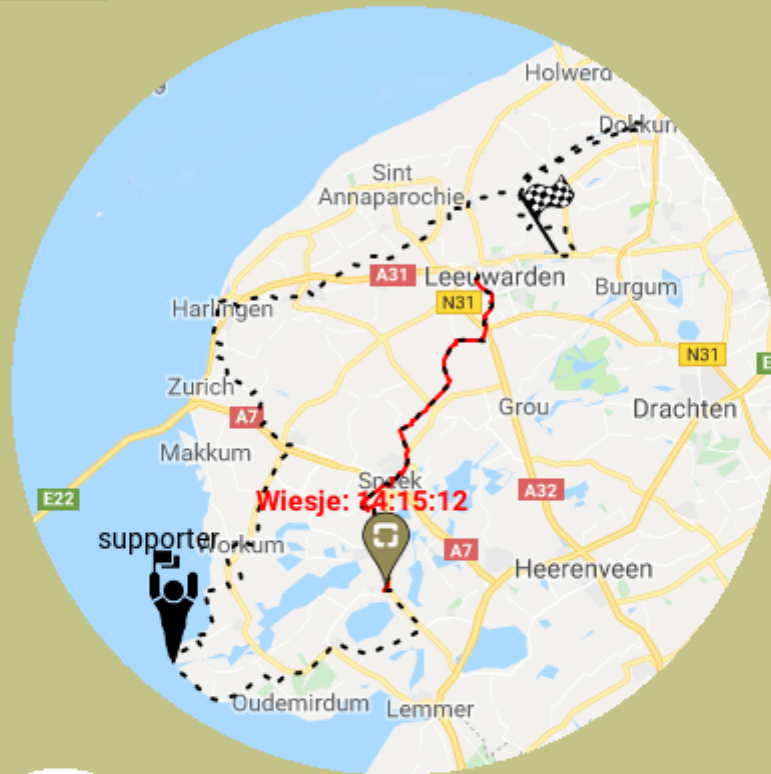 Holwerd
Dokkum
Sint
Annaparochie
A31
Leeuwarden
N31
Burgum
Harlingen
N31
Zurich
Grou
Drachten
A7
Makkum
Sneek
A32
E22
Wiesje: 14:15:12
supporter
Workum
A7
Heerenveen
Oudemirdum
Lemmer